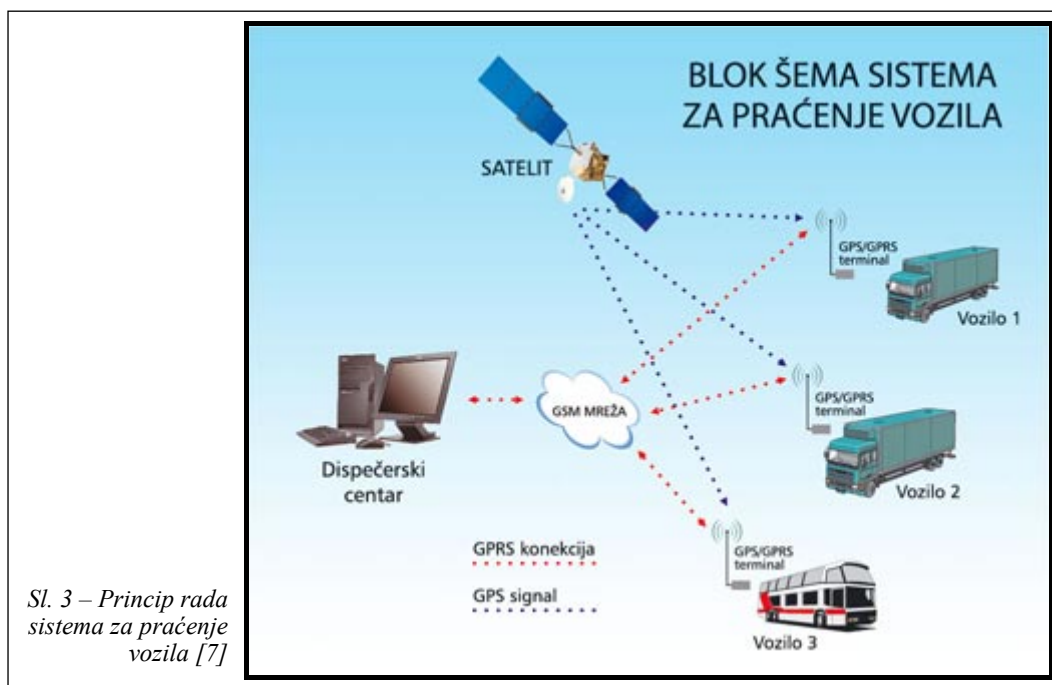 BLOK ŠEMA SISTEMA
ZA PRAĆENJE VOZILA
SATELIT
GPS/GPRS
terminal
Vozilo 1
GPS/GPRS
terminal
Vozilo 2
GSM MREŽA
Dispečerski
centar
GPRS konekcija
GPS signal
GPS/GPRS
terminal
Vozilo 3
Sl. 3 – Princip rada
sistema za praćenje
vozila [7]